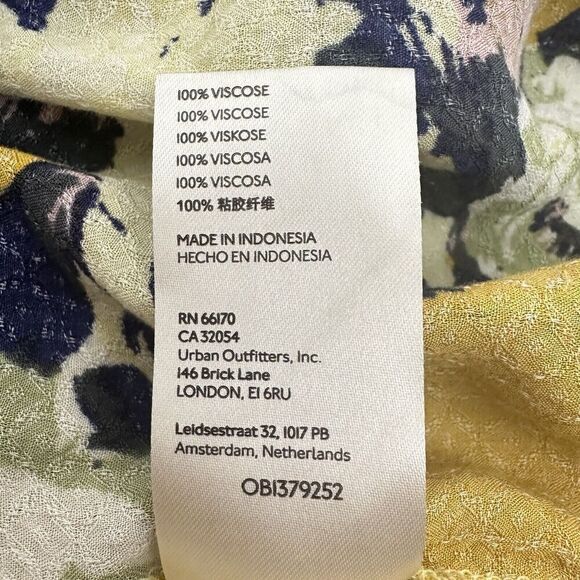 100% VISCOSE
100% VISCOSE
100% VISKOSE
100% VISCOSA
100% VISCOSA
100% 粘胶纤维
MADE IN INDONESIA
HECHO EN INDONESIA
RN 66170
CA 32054
Urban Outfitters, Inc.
146 Brick Lane
LONDON, E1 6RU
Leidsestraat 32, 1017 PB
Amsterdam, Netherlands
OB1379252